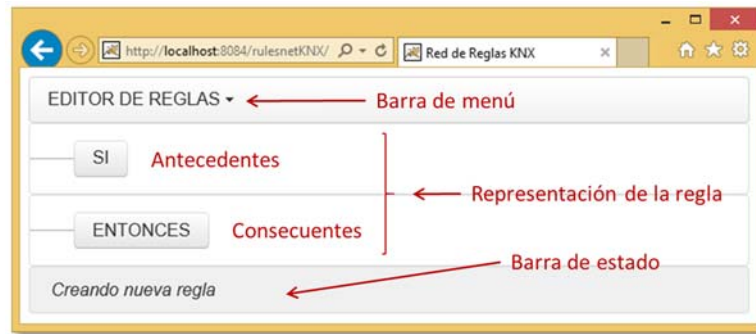 http://localhost:8084/rulesnetKNX/
Red de Reglas KNX
EDITOR DE REGLAS
Barra de menú
SI
Antecedentes
Representación de la regla
ENTONCES
Consecuentes
Barra de estado
Creando nueva regla